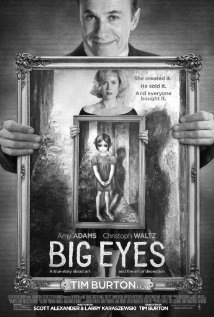 She created it.
He sold it.
And everyone
bought it.
Amy ADAMS Christoph WALTZ
BIG EYES
A true story about art and the art of deception
TIM BURTON
SCOTT ALEXANDER & LARRY KARASZEWSKI TIM BURTON